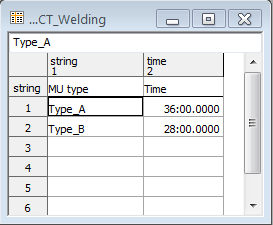 ...CT_Welding
Type_A
string time
1 2
string MU type Time
1 Type_A 36:00.0000
2 Type_B 28:00.0000
3
4
5
6